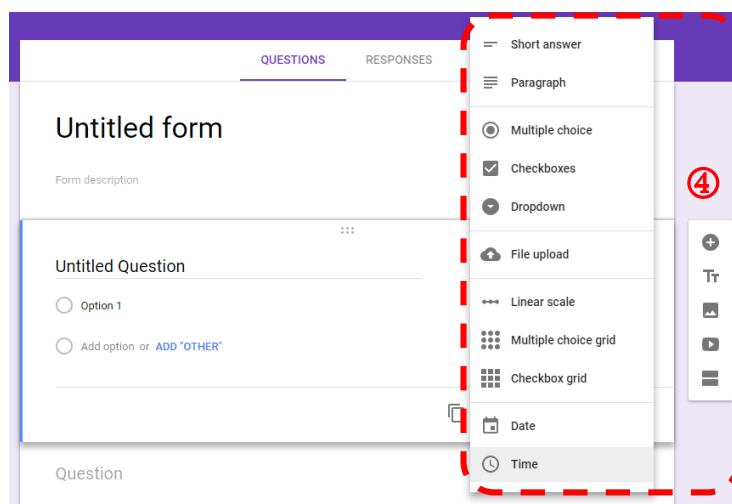 QUESTIONS RESPONSES
Untitled form
Form description
Untitled Question
Option 1
Add option or ADD "OTHER"
Question
Short answer
Paragraph
Multiple choice
Checkboxes
Dropdown
File upload
Linear scale
Multiple choice grid
Checkbox grid
Date
Time
④
Tт